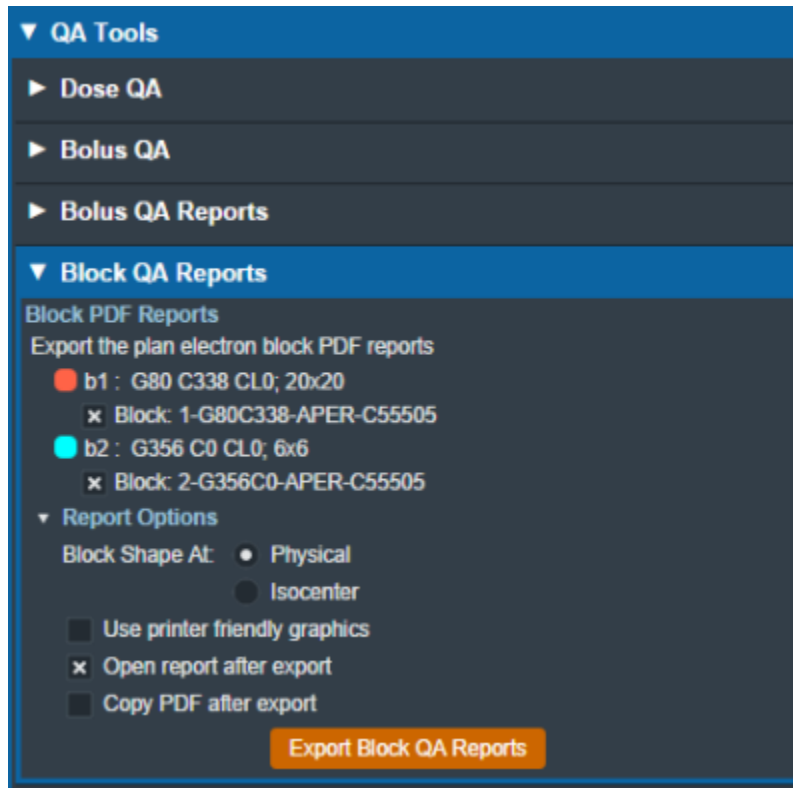 QA Tools
Dose QA
Bolus QA
Bolus QA Reports
Block QA Reports
Block PDF Reports
Export the plan electron block PDF reports
b1 : G80 C338 CL0; 20x20
Block: 1-G80C338-APER-C55505
b2 : G356 C0 CL0; 6x6
Block: 2-G356C0-APER-C55505
Report Options
Block Shape At: Physical
Isocenter
Use printer friendly graphics
Open report after export
Copy PDF after export
Export Block QA Reports